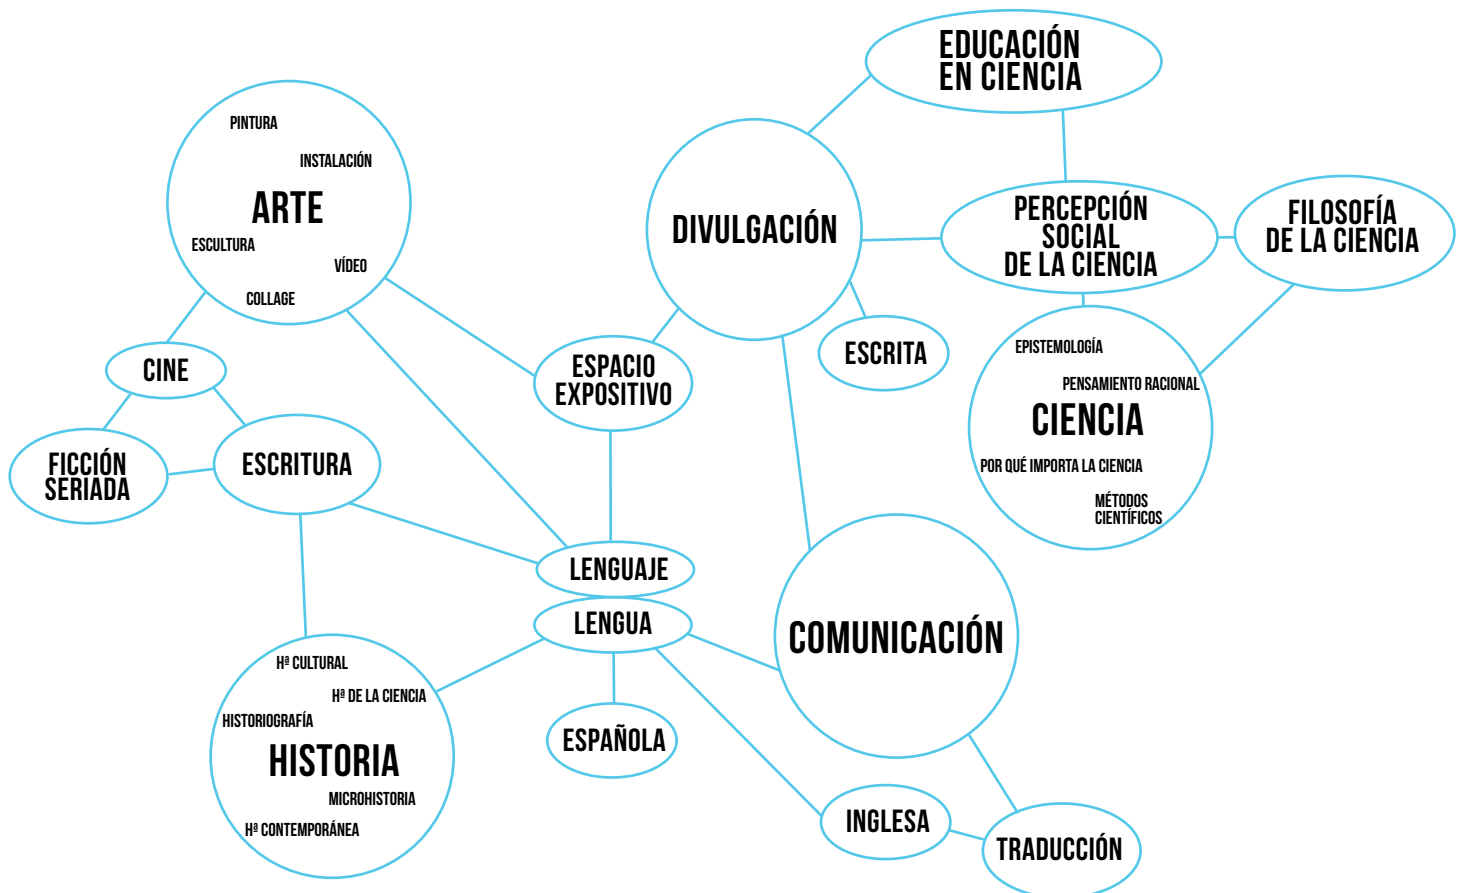 EDUCACIÓN
EN CIENCIA
PINTURA
INSTALACIÓN
ARTE
ESCULTURA
VÍDEO
COLLAGE
DIVULGACIÓN
PERCEPCIÓN
SOCIAL
DE LA CIENCIA
FILOSOFÍA
DE LA CIENCIA
CINE
ESPACIO
EXPOSITIVO
ESCRITA
EPISTEMOLOGÍA
PENSAMIENTO RACIONAL
CIENCIA
POR QUÉ IMPORTA LA CIENCIA
MÉTODOS
CIENTÍFICOS
FICCIÓN
SERIADA
ESCRITURA
LENGUAJE
LENGUA
COMUNICACIÓN
Hª CULTURAL
Hª DE LA CIENCIA
HISTORIOGRAFÍA
HISTORIA
MICROHISTORIA
Hª CONTEMPORÁNEA
ESPAÑOLA
INGLESA
TRADUCCIÓN